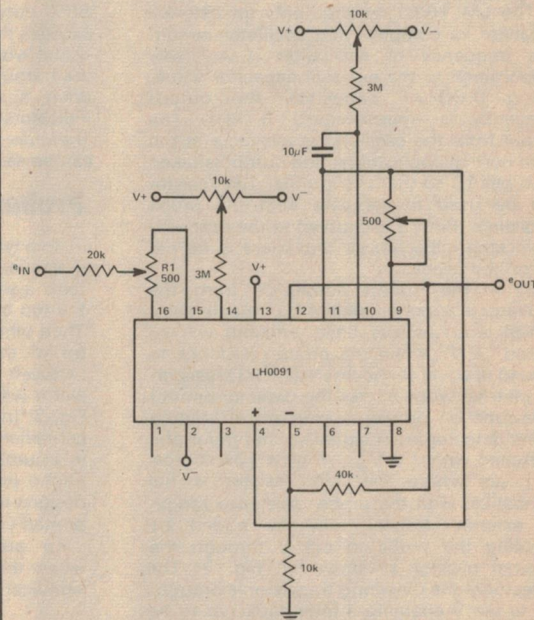 10k
V+ V−
3M
10µF
10k
V+ V−
500
20k
eIN
R1
500
3M
V+
eOUT
16 15 14 13 12 11 10 9
LH0091
+ −
1 2 3 4 5 6 7 8
V−
40k
10k